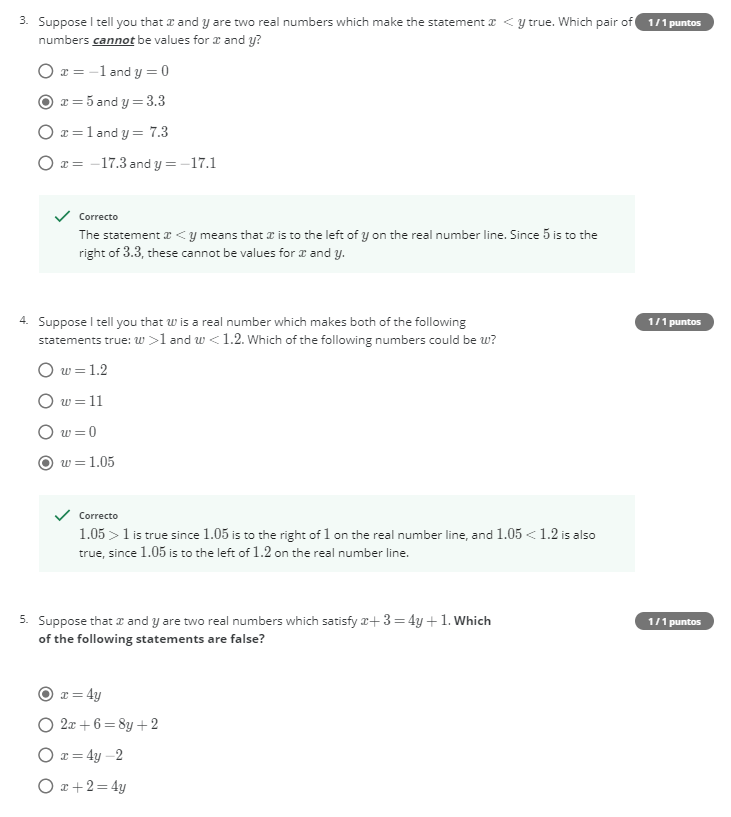 3. Suppose I tell you that x and y are two real numbers which make the statement x < y true. Which pair of 1 / 1 puntos
numbers cannot be values for x and y?
x = −1 and y = 0
x = 5 and y = 3.3
x = 1 and y = 7.3
x = −17.3 and y = −17.1
Correcto
The statement x < y means that x is to the left of y on the real number line. Since 5 is to the
right of 3.3, these cannot be values for x and y.
4. Suppose I tell you that w is a real number which makes both of the following 1 / 1 puntos
statements true: w >1 and w < 1.2. Which of the following numbers could be w?
w = 1.2
w = 11
w = 0
w = 1.05
Correcto
1.05 > 1 is true since 1.05 is to the right of 1 on the real number line, and 1.05 < 1.2 is also
true, since 1.05 is to the left of 1.2 on the real number line.
5. Suppose that x and y are two real numbers which satisfy x+ 3 = 4y + 1. Which 1 / 1 puntos
of the following statements are false?
x = 4y
2x + 6 = 8y + 2
x = 4y −2
x + 2 = 4y